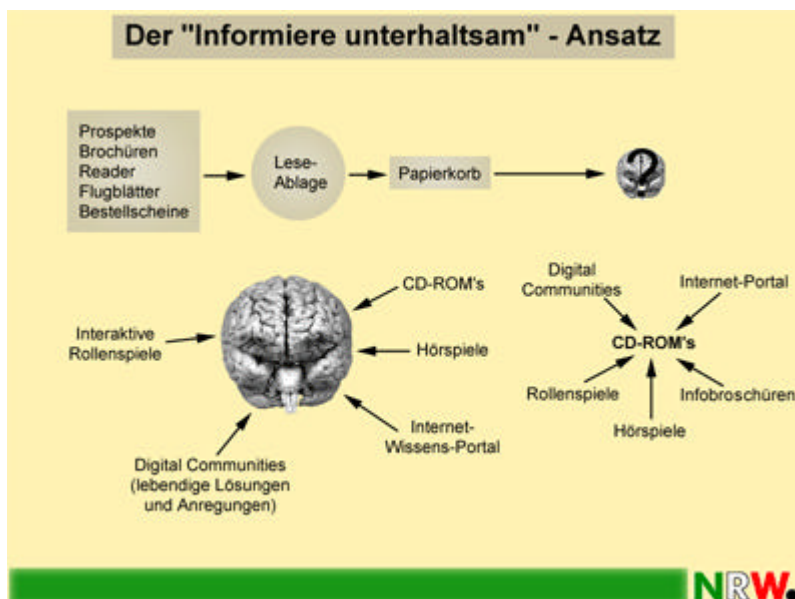 Der "Informiere unterhaltsam" - Ansatz
Prospekte
Brochüren
Reader
Flugblätter
Bestellscheine
Lese-
Ablage
Papierkorb
?
Interaktive
Rollenspiele
CD-ROM's
Hörspiele
Internet-
Wissens-Portal
Digital Communities
(lebendige Lösungen
und Anregungen)
Digital
Communities
Internet-Portal
CD-ROM's
Rollenspiele
Hörspiele
Infobroschüren
NRW.